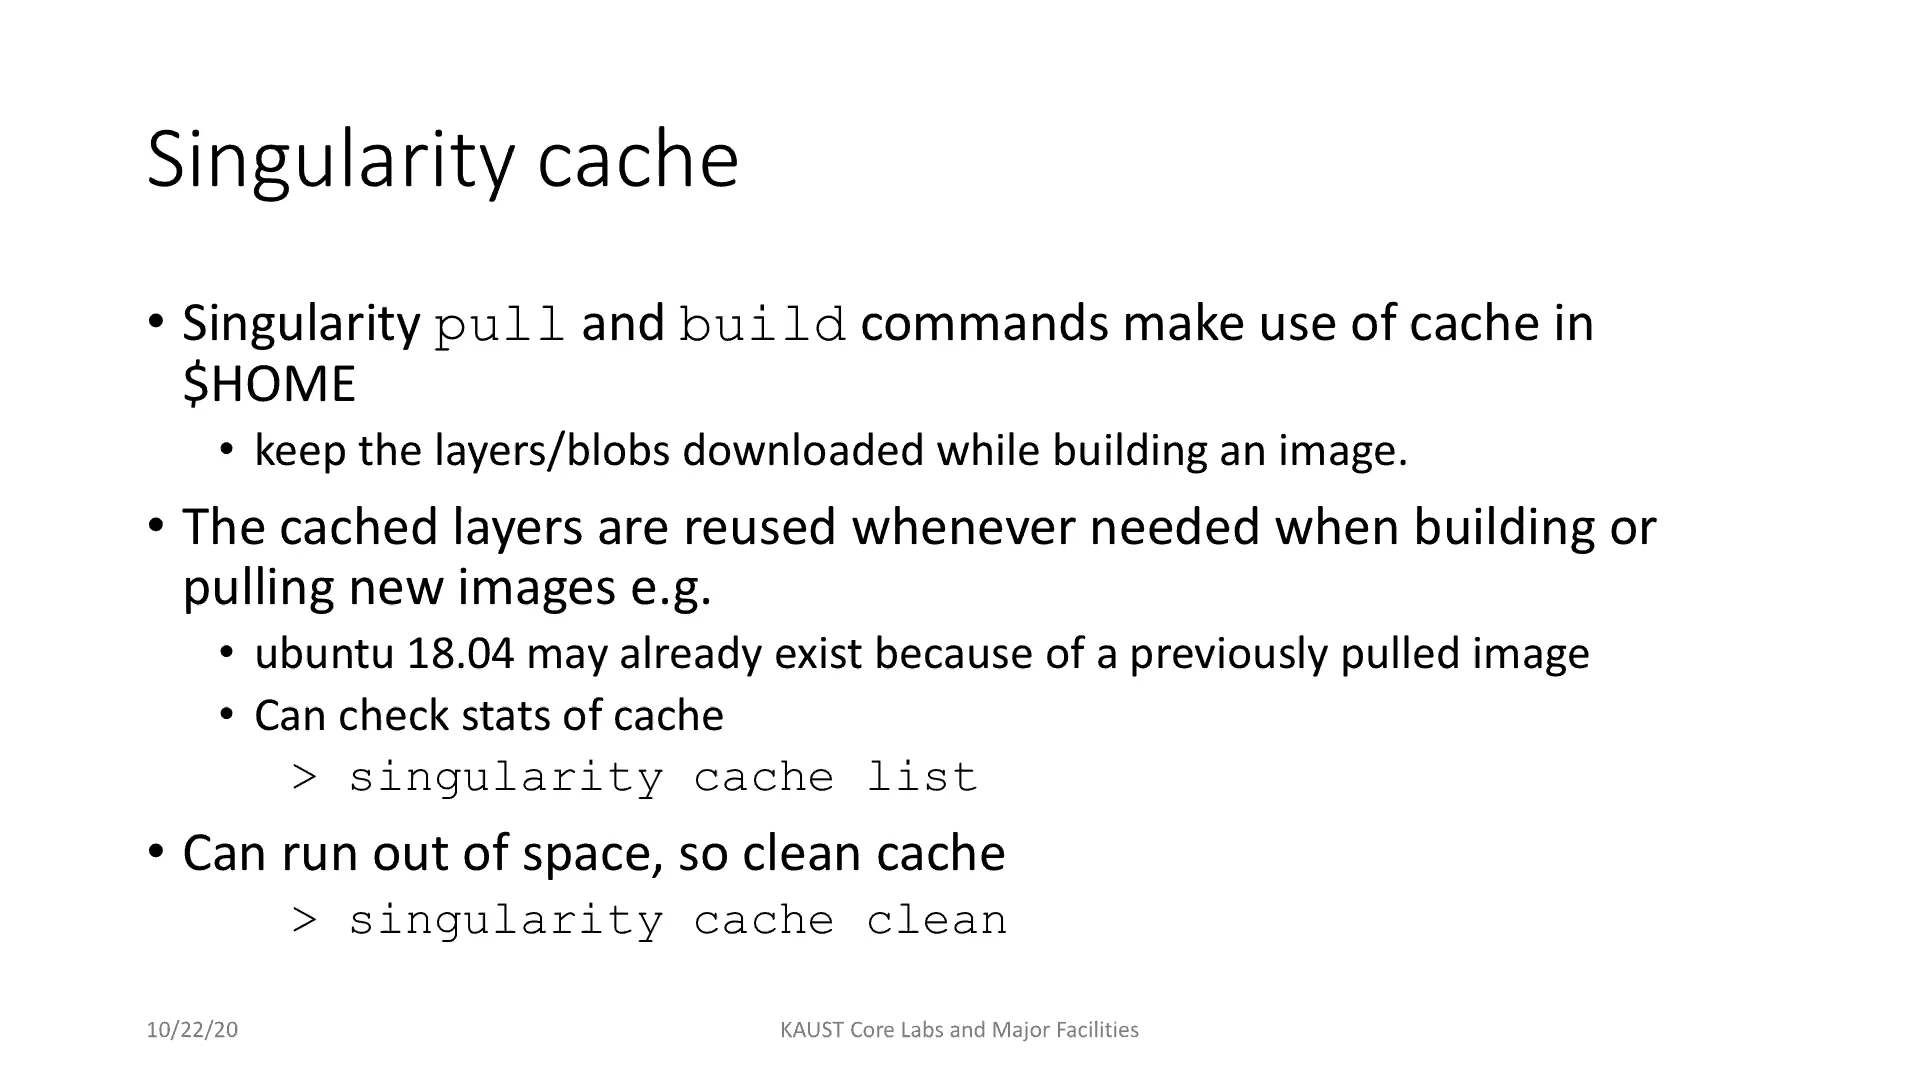 Singularity cache
• Singularity pull and build commands make use of cache in
$HOME
• keep the layers/blobs downloaded while building an image.
• The cached layers are reused whenever needed when building or
pulling new images e.g.
• ubuntu 18.04 may already exist because of a previously pulled image
• Can check stats of cache
> singularity cache list
• Can run out of space, so clean cache
> singularity cache clean
10/22/20
KAUST Core Labs and Major Facilities